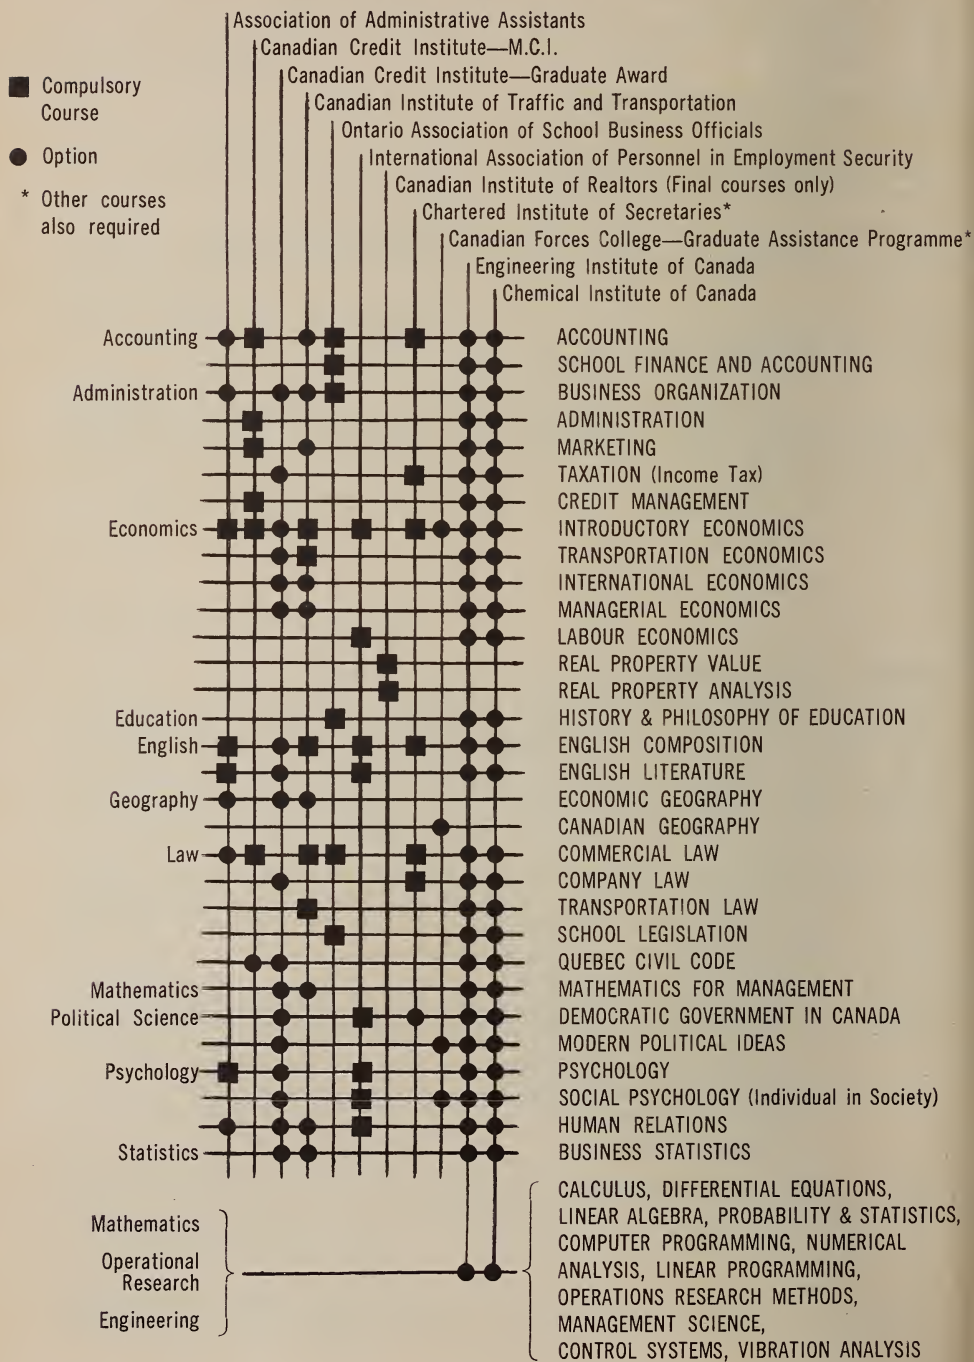 Association of Administrative Assistants
Canadian Credit Institute—M.C.I.
Canadian Credit Institute—Graduate Award
Canadian Institute of Traffic and Transportation
Ontario Association of School Business Officials
International Association of Personnel in Employment Security
Canadian Institute of Realtors (Final courses only)
Chartered Institute of Secretaries*
Canadian Forces College—Graduate Assistance Programme*
Engineering Institute of Canada
Chemical Institute of Canada
Compulsory
Course
Option
* Other courses
also required
Accounting ACCOUNTING
SCHOOL FINANCE AND ACCOUNTING
Administration BUSINESS ORGANIZATION
ADMINISTRATION
MARKETING
TAXATION (Income Tax)
CREDIT MANAGEMENT
Economics INTRODUCTORY ECONOMICS
TRANSPORTATION ECONOMICS
INTERNATIONAL ECONOMICS
MANAGERIAL ECONOMICS
LABOUR ECONOMICS
REAL PROPERTY VALUE
REAL PROPERTY ANALYSIS
Education HISTORY & PHILOSOPHY OF EDUCATION
English ENGLISH COMPOSITION
ENGLISH LITERATURE
Geography ECONOMIC GEOGRAPHY
CANADIAN GEOGRAPHY
Law COMMERCIAL LAW
COMPANY LAW
TRANSPORTATION LAW
SCHOOL LEGISLATION
QUEBEC CIVIL CODE
Mathematics MATHEMATICS FOR MANAGEMENT
Political Science DEMOCRATIC GOVERNMENT IN CANADA
MODERN POLITICAL IDEAS
Psychology PSYCHOLOGY
SOCIAL PSYCHOLOGY (Individual in Society)
HUMAN RELATIONS
Statistics BUSINESS STATISTICS
Mathematics
Operational
Research
Engineering
CALCULUS, DIFFERENTIAL EQUATIONS,
LINEAR ALGEBRA, PROBABILITY & STATISTICS,
COMPUTER PROGRAMMING, NUMERICAL
ANALYSIS, LINEAR PROGRAMMING,
OPERATIONS RESEARCH METHODS,
MANAGEMENT SCIENCE,
CONTROL SYSTEMS, VIBRATION ANALYSIS